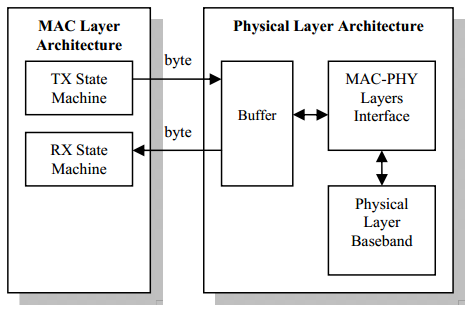 MAC Layer
Architecture
TX State
Machine
RX State
Machine
byte
byte
Physical Layer Architecture
Buffer
MAC-PHY
Layers
Interface
Physical
Layer
Baseband